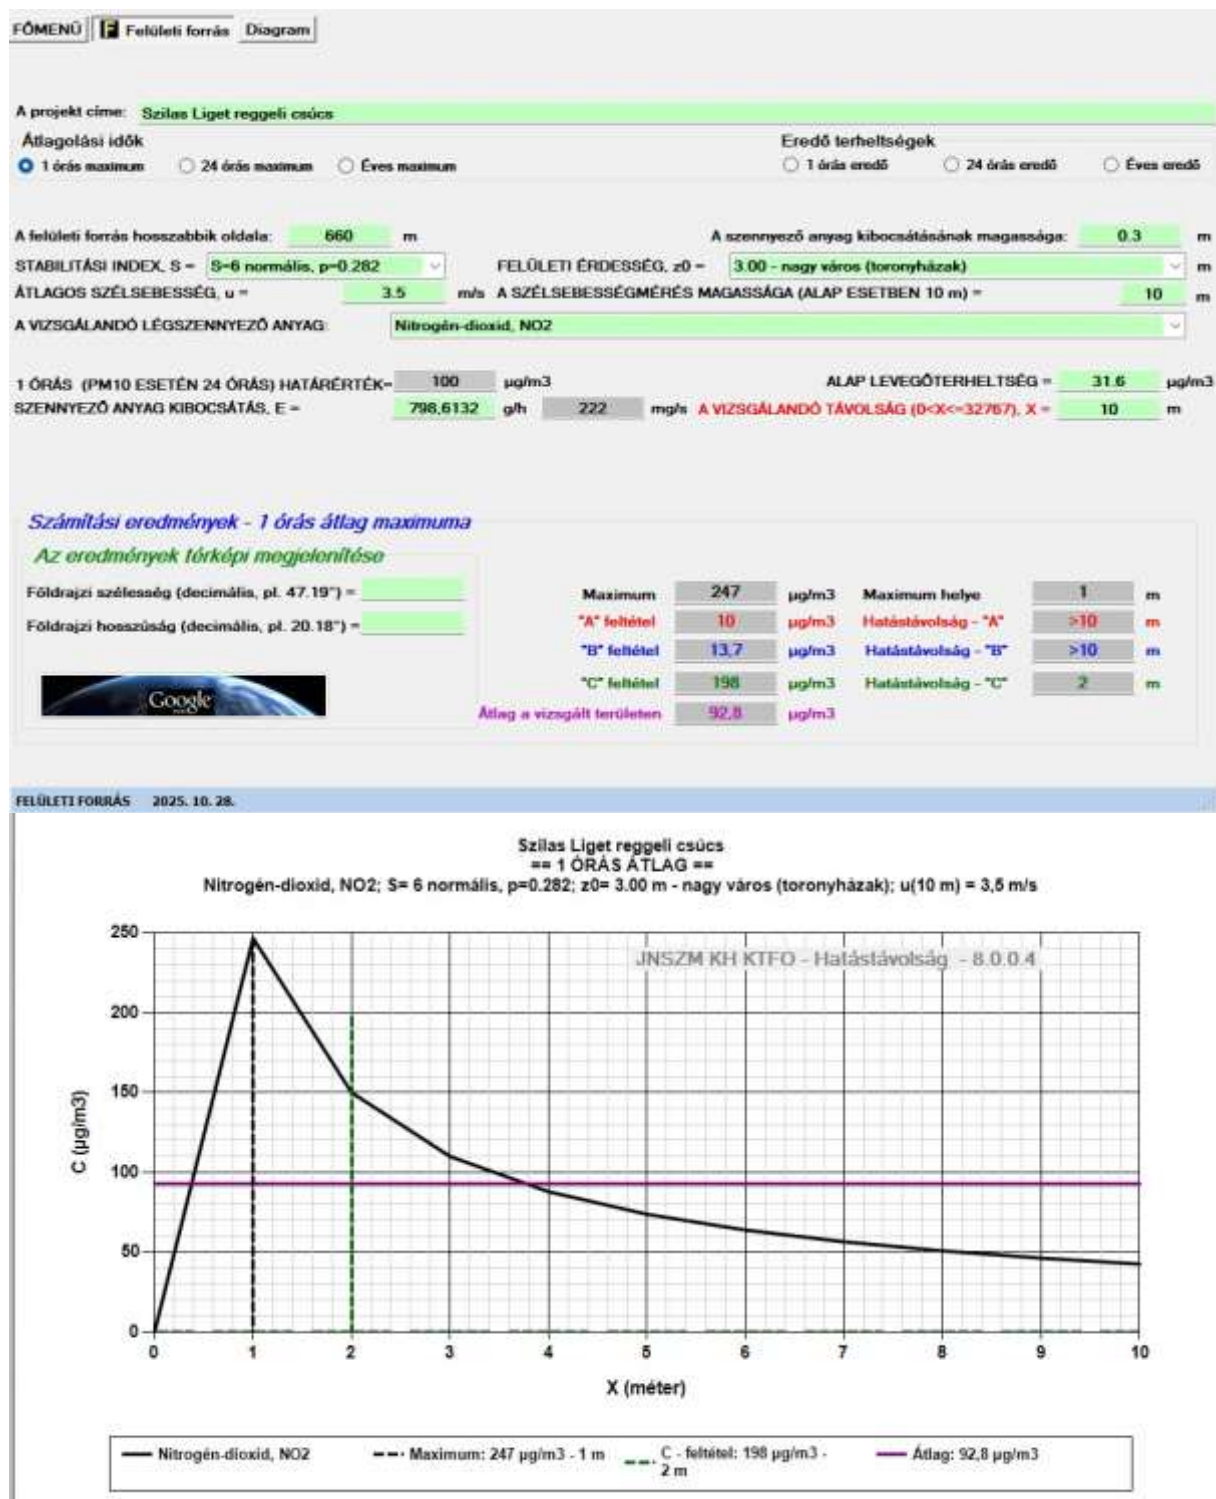 FŐMENÜ F Felületi forrás Diagram
A projekt címe: Szilas Liget reggeli csúcs
Átlagolási idők Eredő terheltségek
1 órás maximum 24 órás maximum Éves maximum 1 órás eredő 24 órás eredő Éves eredő
A felületi forrás hosszabbik oldala: 660 m A szennyező anyag kibocsátásának magassága: 0.3 m
STABILITÁSI INDEX, S = S=6 normális, p=0.282 FELÜLETI ÉRDESSÉG, z0 = 3.00 - nagy város (toronyházak) m
ÁTLAGOS SZÉLSEBESSÉG, u = 3.5 m/s A SZÉLSEBESSÉGMÉRÉS MAGASSÁGA (ALAP ESETBEN 10 m) = 10 m
A VIZSGÁLANDÓ LÉGSZENNYEZŐ ANYAG: Nitrogén-dioxid, NO2
1 ÓRÁS (PM10 ESETÉN 24 ÓRÁS) HATÁRÉRTÉK= 100 µg/m3 ALAP LEVEGŐTERHELTSÉG = 31.6 µg/m3
SZENNYEZŐ ANYAG KIBOCSÁTÁS, E = 798,6132 g/h 222 mg/s A VIZSGÁLANDÓ TÁVOLSÁG (0<X<=32767), X = 10 m
Számítási eredmények - 1 órás átlag maximuma
Az eredmények térképi megjelenítése
Földrajzi szélesség (decimális, pl. 47.19°) =
Földrajzi hosszúság (decimális, pl. 20.18°) =
Google
Maximum 247 µg/m3 Maximum helye 1 m
"A" feltétel 10 µg/m3 Hatástávolság - "A" >10 m
"B" feltétel 13,7 µg/m3 Hatástávolság - "B" >10 m
"C" feltétel 198 µg/m3 Hatástávolság - "C" 2 m
Átlag a vizsgált területen 92,8 µg/m3
FELÜLETI FORRÁS 2025. 10. 28.
Szilas Liget reggeli csúcs
== 1 ÓRÁS ÁTLAG ==
Nitrogén-dioxid, NO2; S= 6 normális, p=0.282; z0= 3.00 m - nagy város (toronyházak); u(10 m) = 3,5 m/s
JNSZM KH KTFO - Hatástávolság - 8.0.0.4
C (µg/m3)
250
200
150
100
50
0
0 1 2 3 4 5 6 7 8 9 10
X (méter)
Nitrogén-dioxid, NO2 Maximum: 247 µg/m3 - 1 m C - feltétel: 198 µg/m3 - Átlag: 92,8 µg/m3
2 m